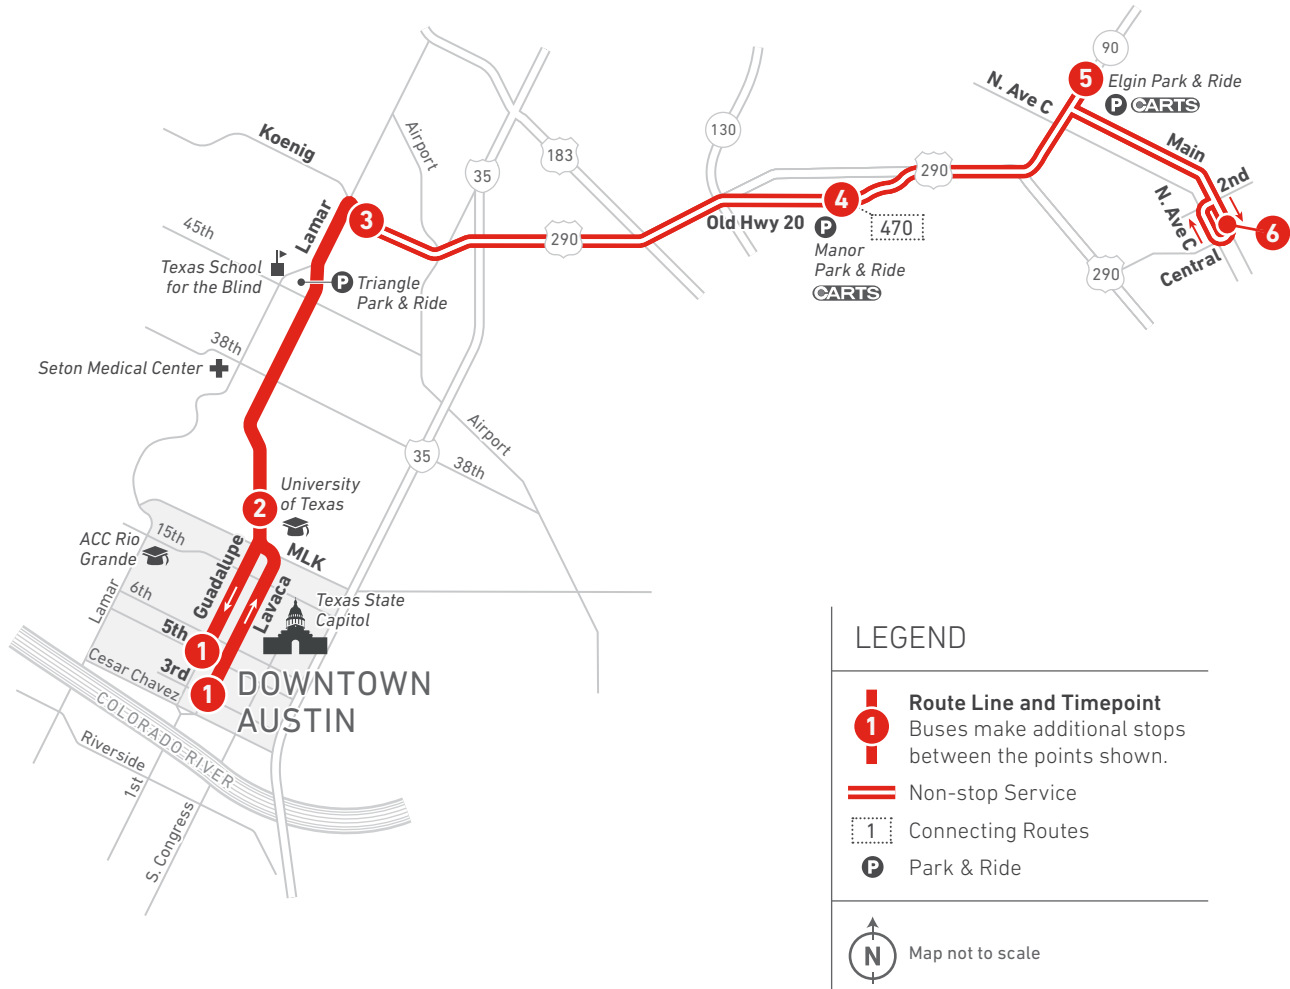 90
5
Elgin Park & Ride
P CARTS
N. Ave C
Main
2nd
N. Ave C
Central
6
290
290
130
183
35
Airport
Koenig
45th
Lamar
3
290
Old Hwy 20
4
470
P
Manor
Park & Ride
CARTS
Texas School
for the Blind
P
Triangle
Park & Ride
38th
Seton Medical Center
Airport
35
38th
University
of Texas
2
15th
ACC Rio
Grande
MLK
Guadalupe
Lavaca
Lamar
6th
Texas State
Capitol
5th
1
3rd
1
Cesar Chavez
DOWNTOWN
AUSTIN
COLORADO RIVER
Riverside
1st
S. Congress
LEGEND
1
Route Line and Timepoint
Buses make additional stops
between the points shown.
Non-stop Service
1
Connecting Routes
P
Park & Ride
N
Map not to scale